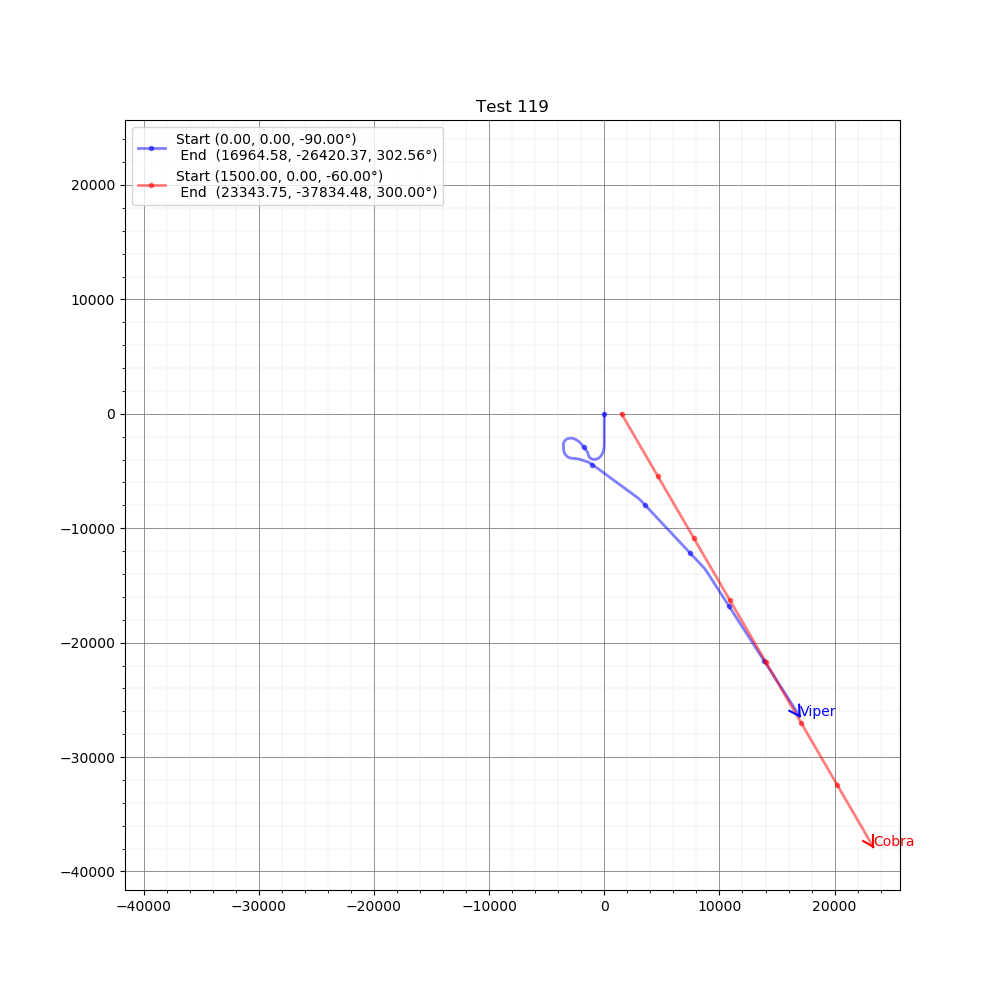 Test 119
Start (0.00, 0.00, -90.00°)
End  (16964.58, -26420.37, 302.56°)
Start (1500.00, 0.00, -60.00°)
End  (23343.75, -37834.48, 300.00°)
20000
10000
0
−10000
−20000
−30000
−40000
Viper
Cobra
−40000 −30000 −20000 −10000 0 10000 20000